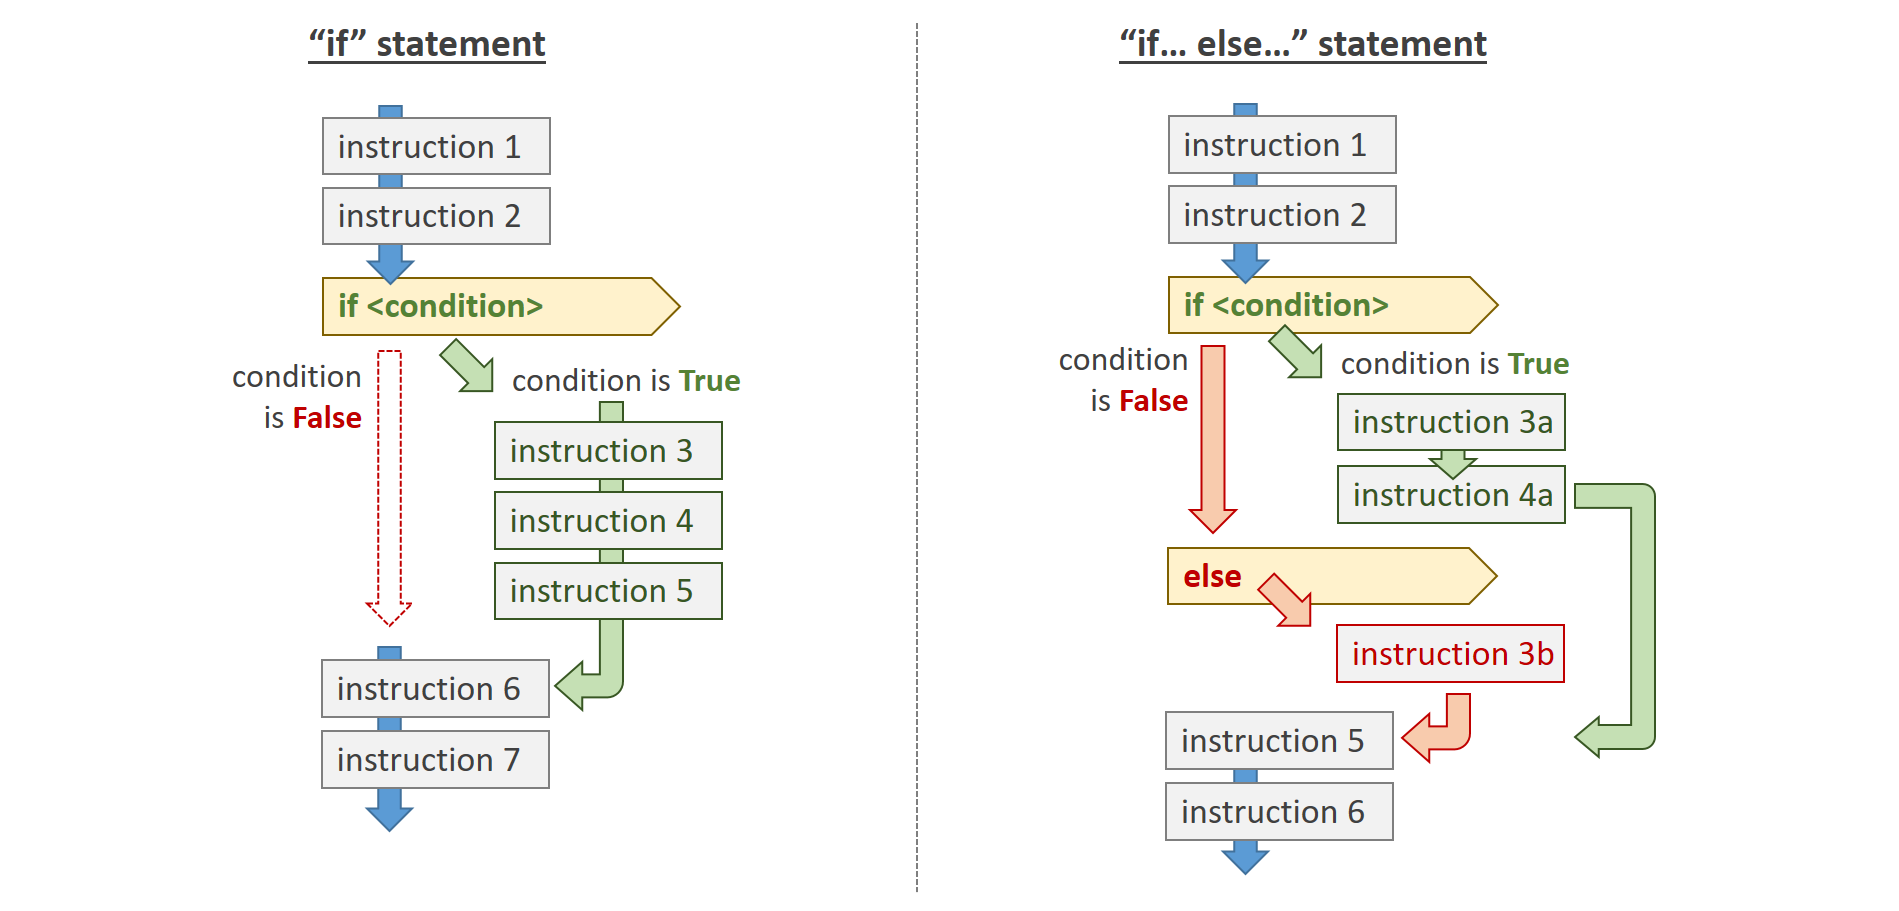 “if” statement
instruction 1
instruction 2
if <condition>
condition
is False
condition is True
instruction 3
instruction 4
instruction 5
instruction 6
instruction 7
“if... else...” statement
instruction 1
instruction 2
if <condition>
condition
is False
condition is True
instruction 3a
instruction 4a
else
instruction 3b
instruction 5
instruction 6